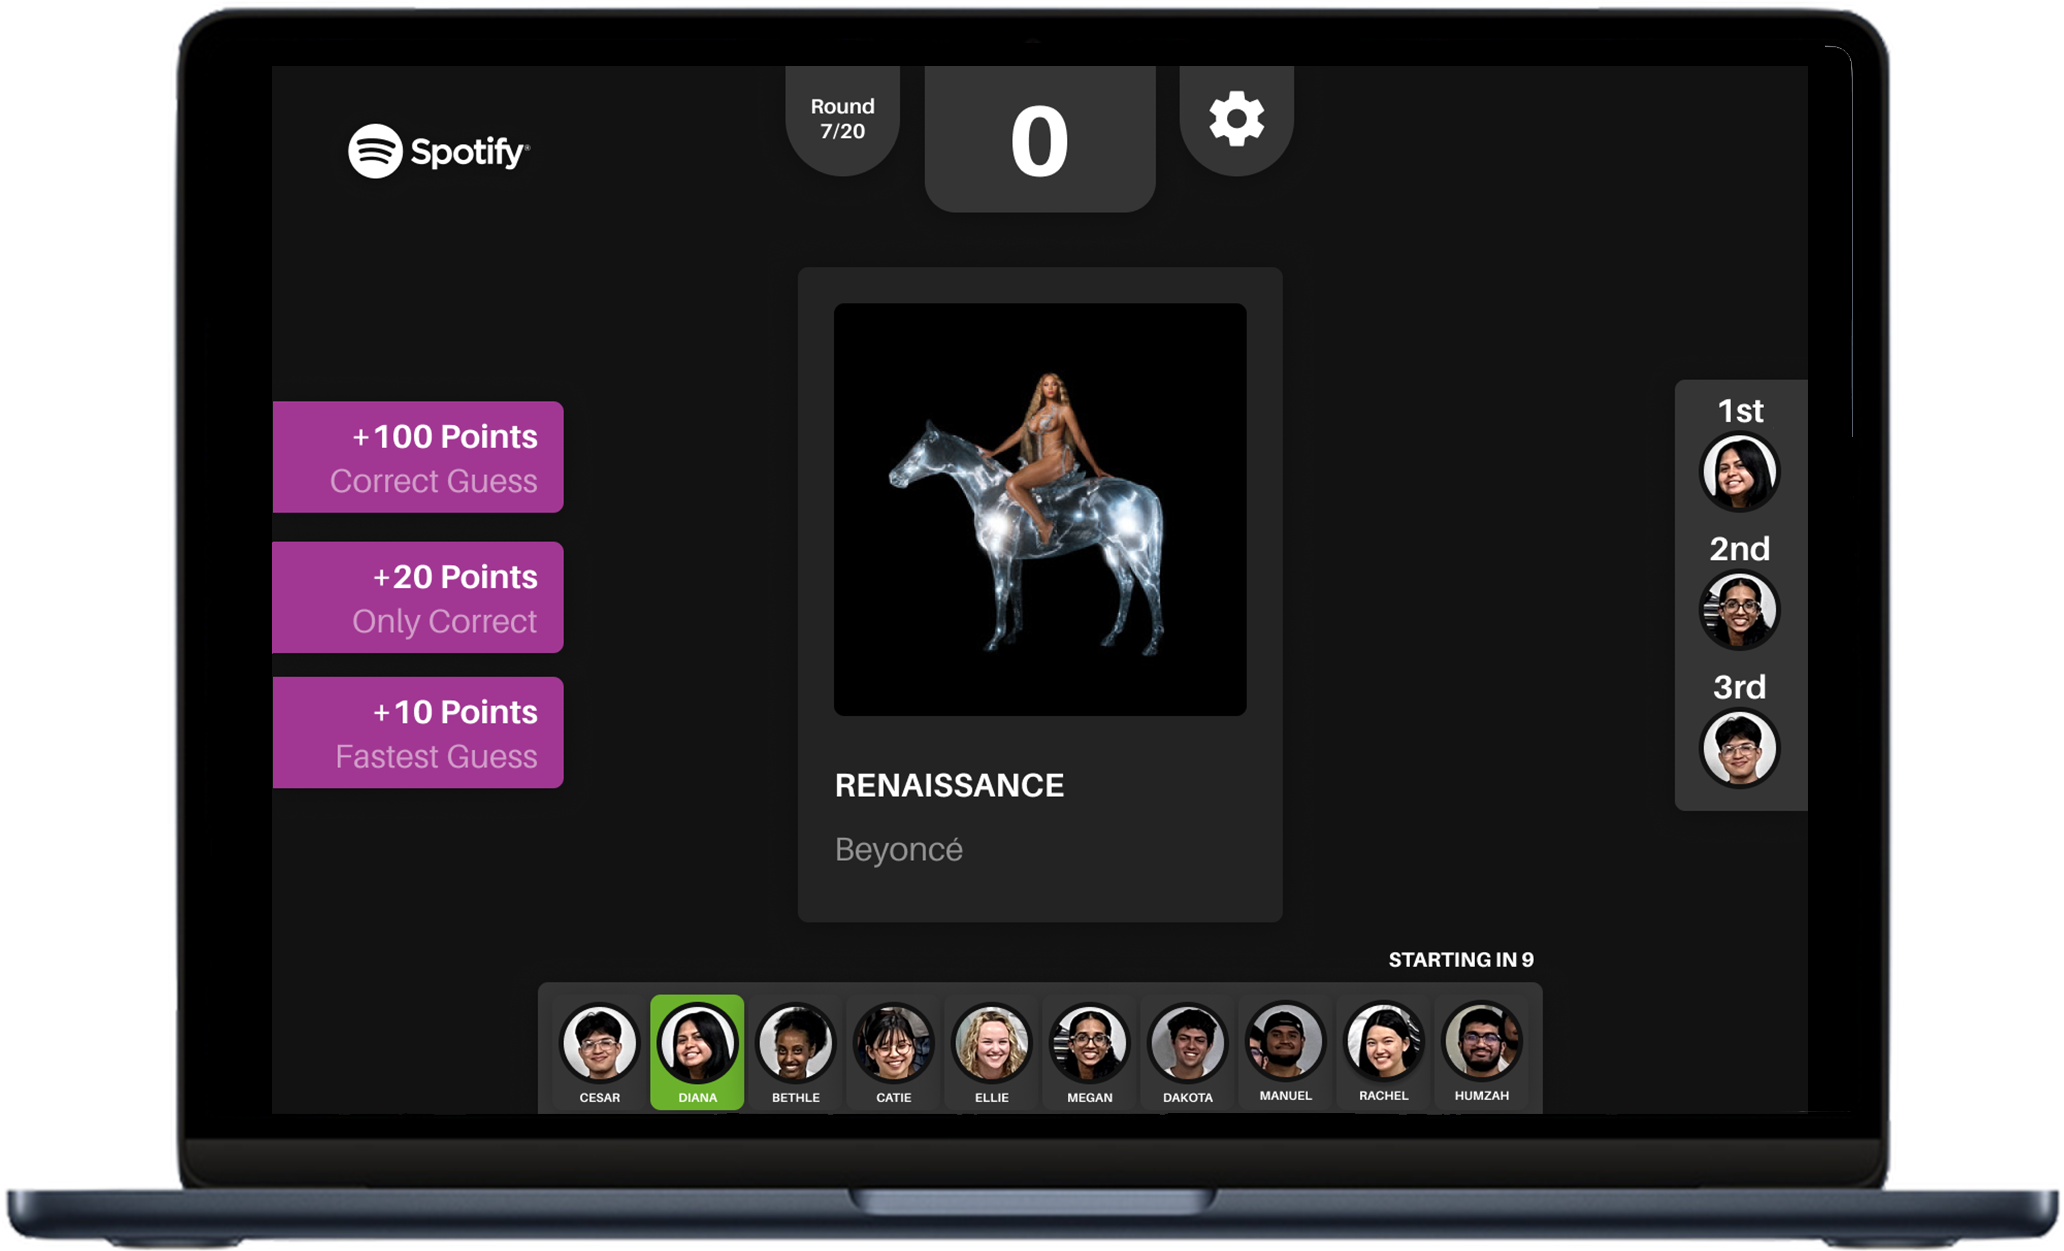 Spotify®
Round
7/20
0
+100 Points
Correct Guess
+20 Points
Only Correct
+10 Points
Fastest Guess
RENAISSANCE
Beyoncé
1st
2nd
3rd
STARTING IN 9
CESAR
DIANA
BETHLE
CATIE
ELLIE
MEGAN
DAKOTA
MANUEL
RACHEL
HUMZAH